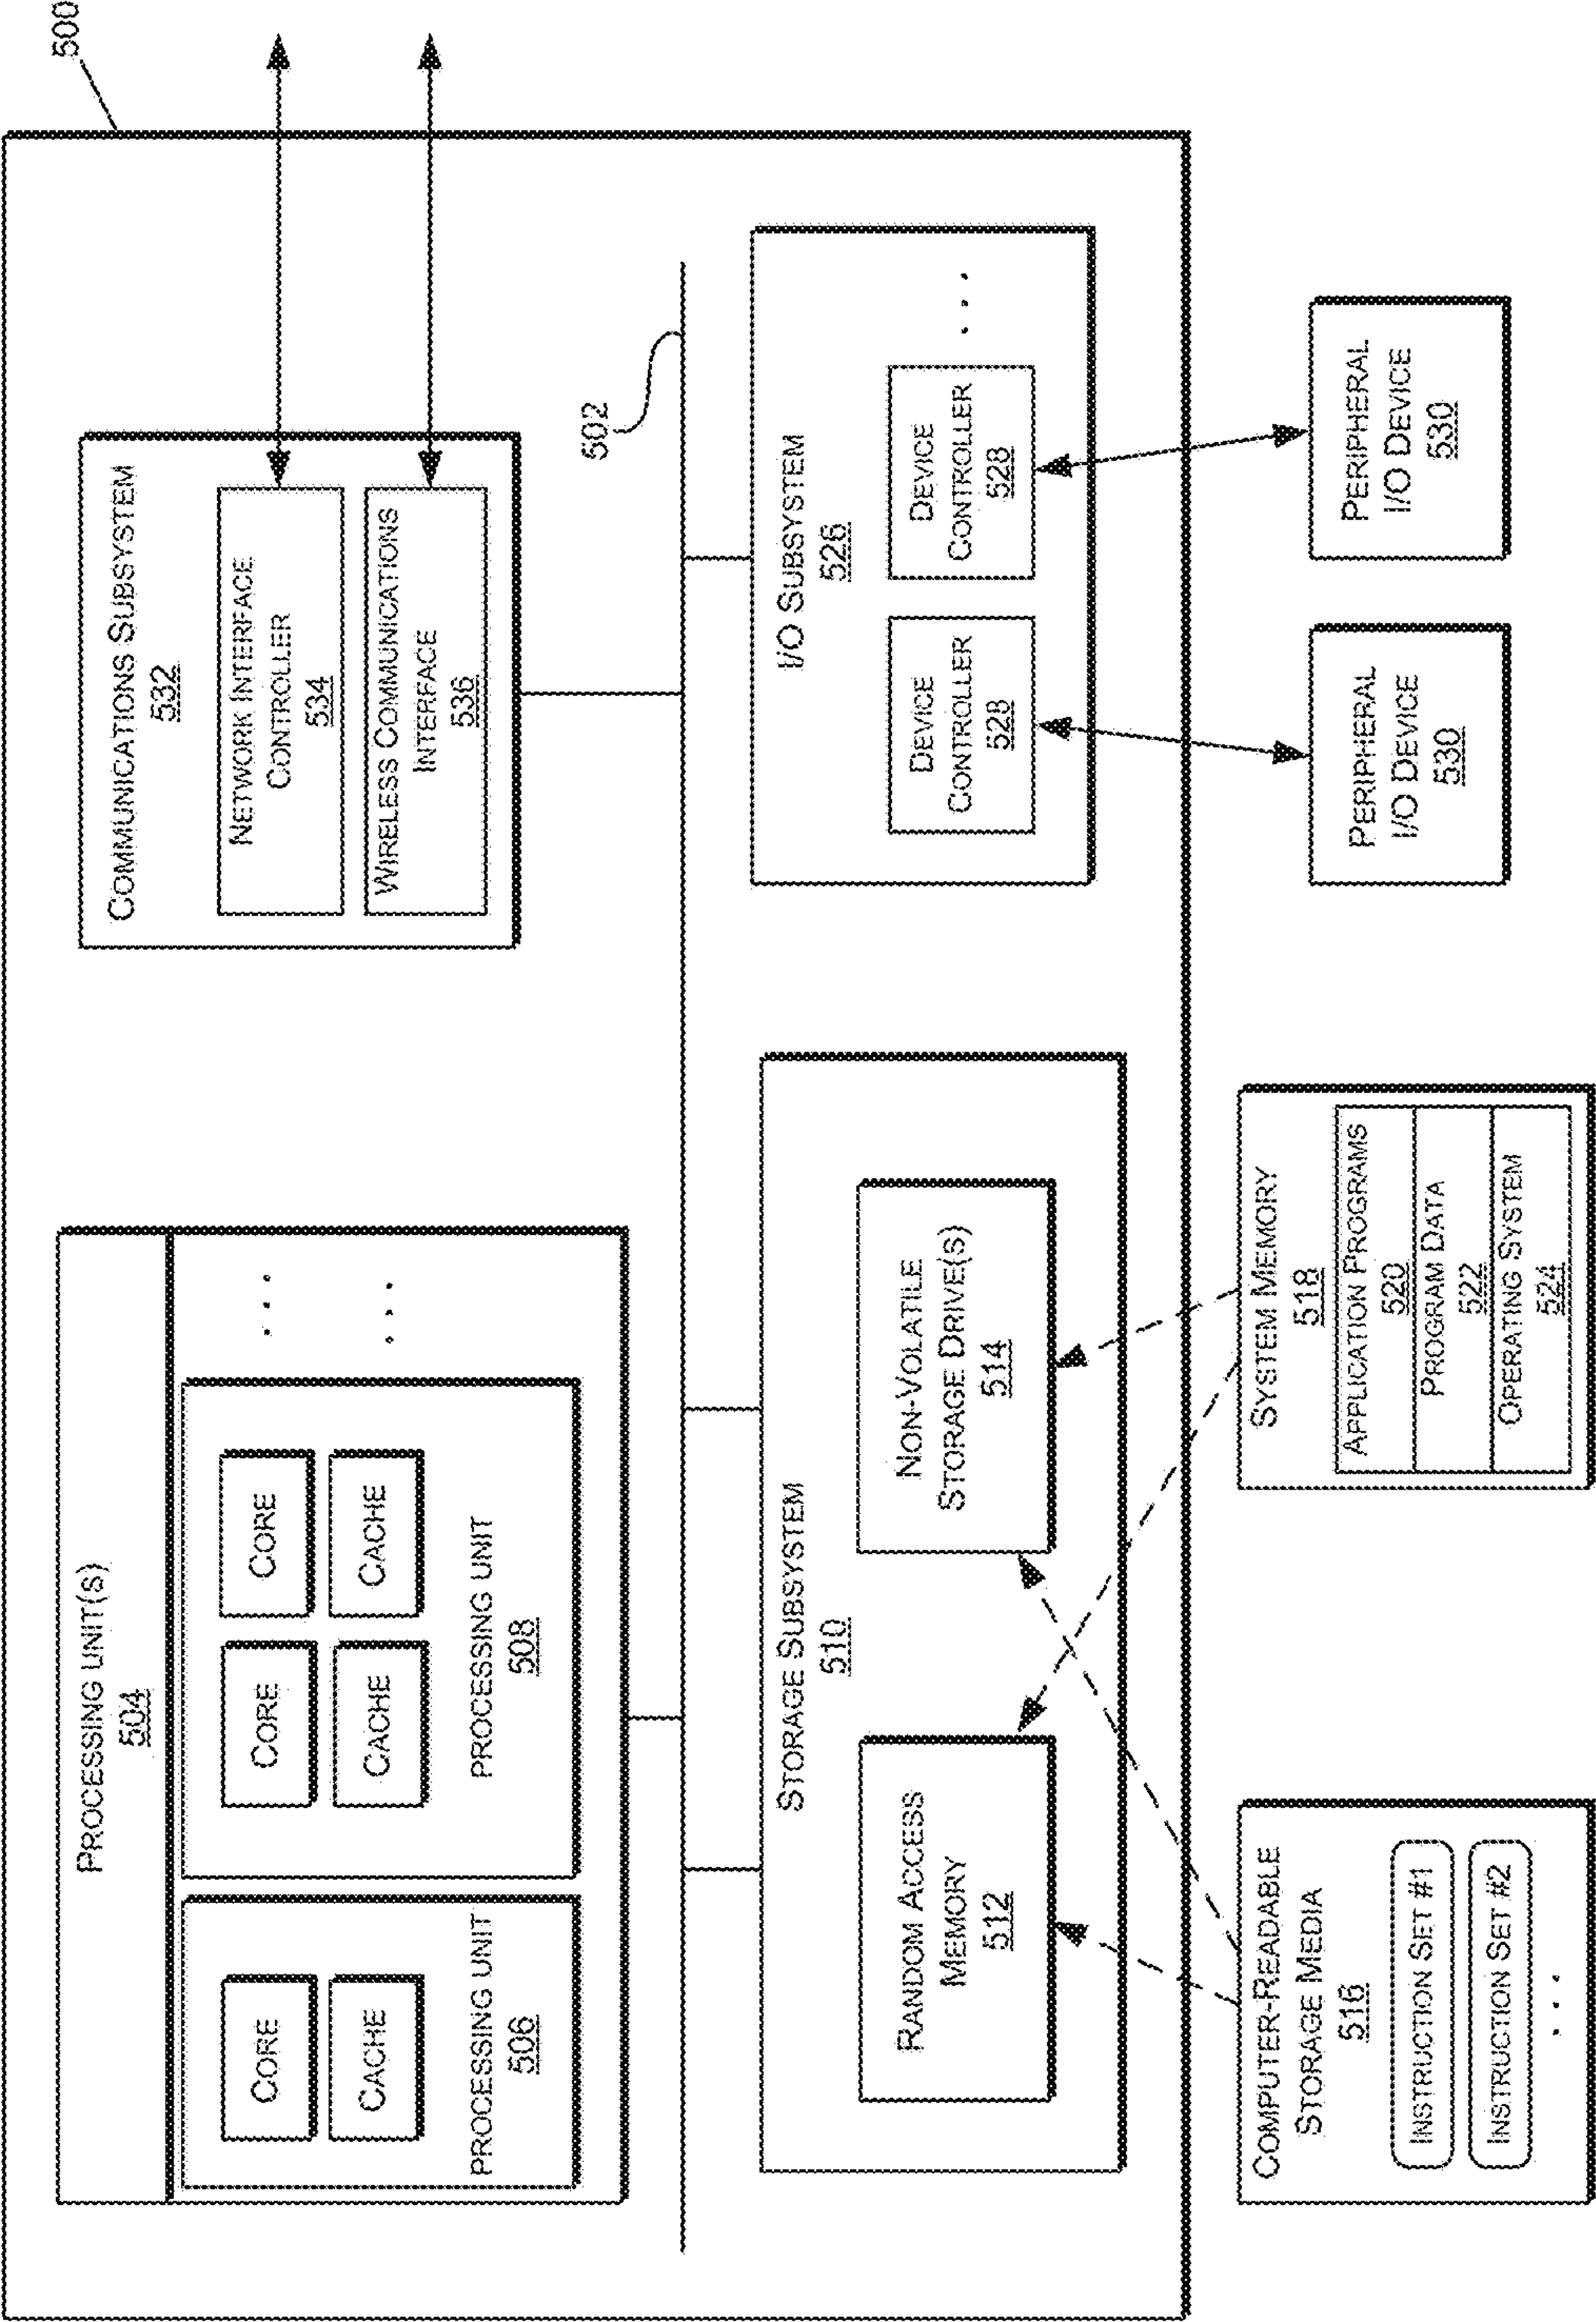 500
PROCESSING UNIT(S)
504
CORE
CACHE
PROCESSING UNIT
506
CORE
CORE
CACHE
CACHE
PROCESSING UNIT
508
. . .
. . .
COMMUNICATIONS SUBSYSTEM
532
NETWORK INTERFACE
CONTROLLER
534
WIRELESS COMMUNICATIONS
INTERFACE
536
502
STORAGE SUBSYSTEM
510
RANDOM ACCESS
MEMORY
512
NON-VOLATILE
STORAGE DRIVE(S)
514
I/O SUBSYSTEM
526
DEVICE
CONTROLLER
528
DEVICE
CONTROLLER
528
. . .
COMPUTER-READABLE
STORAGE MEDIA
516
INSTRUCTION SET #1
INSTRUCTION SET #2
. . .
SYSTEM MEMORY
518
APPLICATION PROGRAMS
520
PROGRAM DATA
522
OPERATING SYSTEM
524
PERIPHERAL
I/O DEVICE
530
PERIPHERAL
I/O DEVICE
530